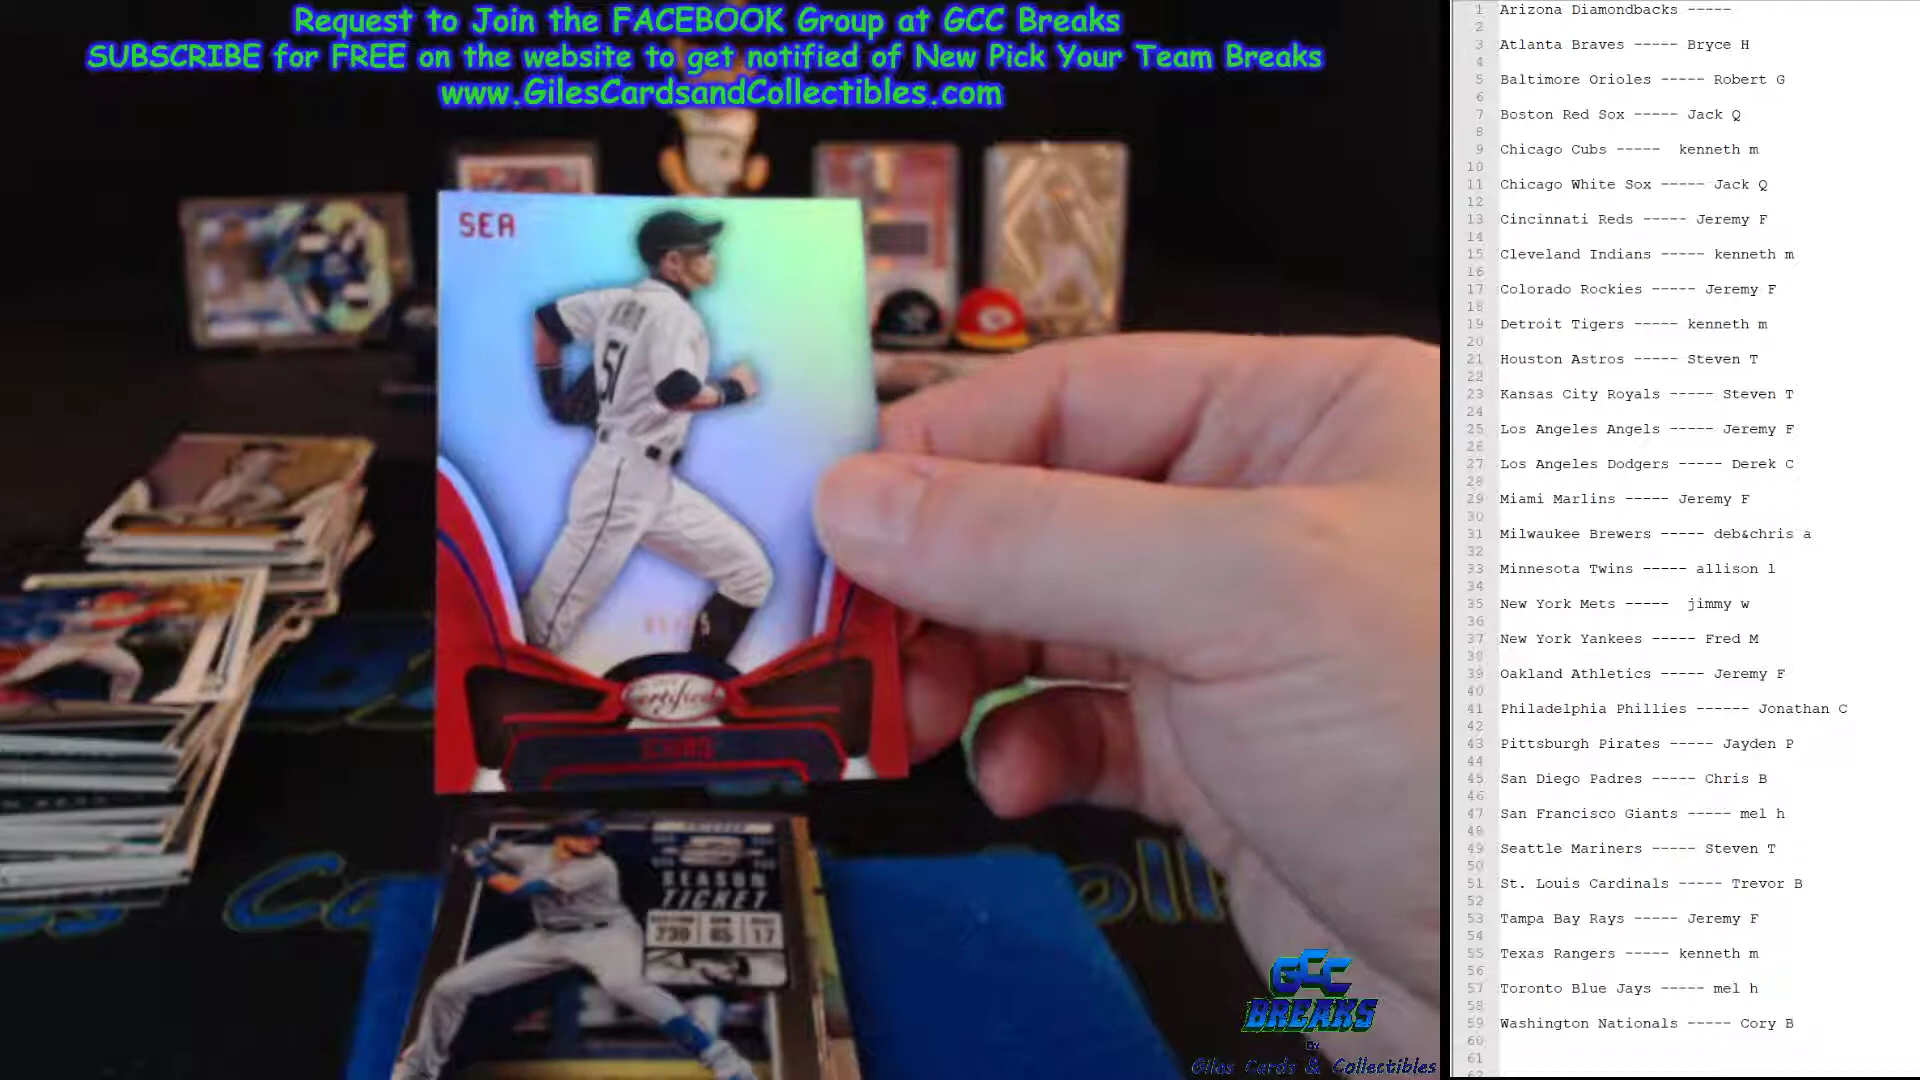 Request to Join the FACEBOOK Group at GCC Breaks
SUBSCRIBE for FREE on the website to get notified of New Pick Your Team Breaks
www.GilesCardsandCollectibles.com
SEA
51
Certified
ICHIRO
SEASON
TICKET
230 05 17
GCC
BREAKS
By
Giles Cards & Collectibles
1 Arizona Diamondbacks -----
2
3 Atlanta Braves ----- Bryce H
4
5 Baltimore Orioles ----- Robert G
6
7 Boston Red Sox ----- Jack Q
8
9 Chicago Cubs ----- kenneth m
10
11 Chicago White Sox ----- Jack Q
12
13 Cincinnati Reds ----- Jeremy F
14
15 Cleveland Indians ----- kenneth m
16
17 Colorado Rockies ----- Jeremy F
18
19 Detroit Tigers ----- kenneth m
20
21 Houston Astros ----- Steven T
22
23 Kansas City Royals ----- Steven T
24
25 Los Angeles Angels ----- Jeremy F
26
27 Los Angeles Dodgers ----- Derek C
28
29 Miami Marlins ----- Jeremy F
30
31 Milwaukee Brewers ----- deb&chris a
32
33 Minnesota Twins ----- allison l
34
35 New York Mets ----- jimmy w
36
37 New York Yankees ----- Fred M
38
39 Oakland Athletics ----- Jeremy F
40
41 Philadelphia Phillies ------ Jonathan C
42
43 Pittsburgh Pirates ----- Jayden P
44
45 San Diego Padres ----- Chris B
46
47 San Francisco Giants ----- mel h
48
49 Seattle Mariners ----- Steven T
50
51 St. Louis Cardinals ----- Trevor B
52
53 Tampa Bay Rays ----- Jeremy F
54
55 Texas Rangers ----- kenneth m
56
57 Toronto Blue Jays ----- mel h
58
59 Washington Nationals ----- Cory B
60
61